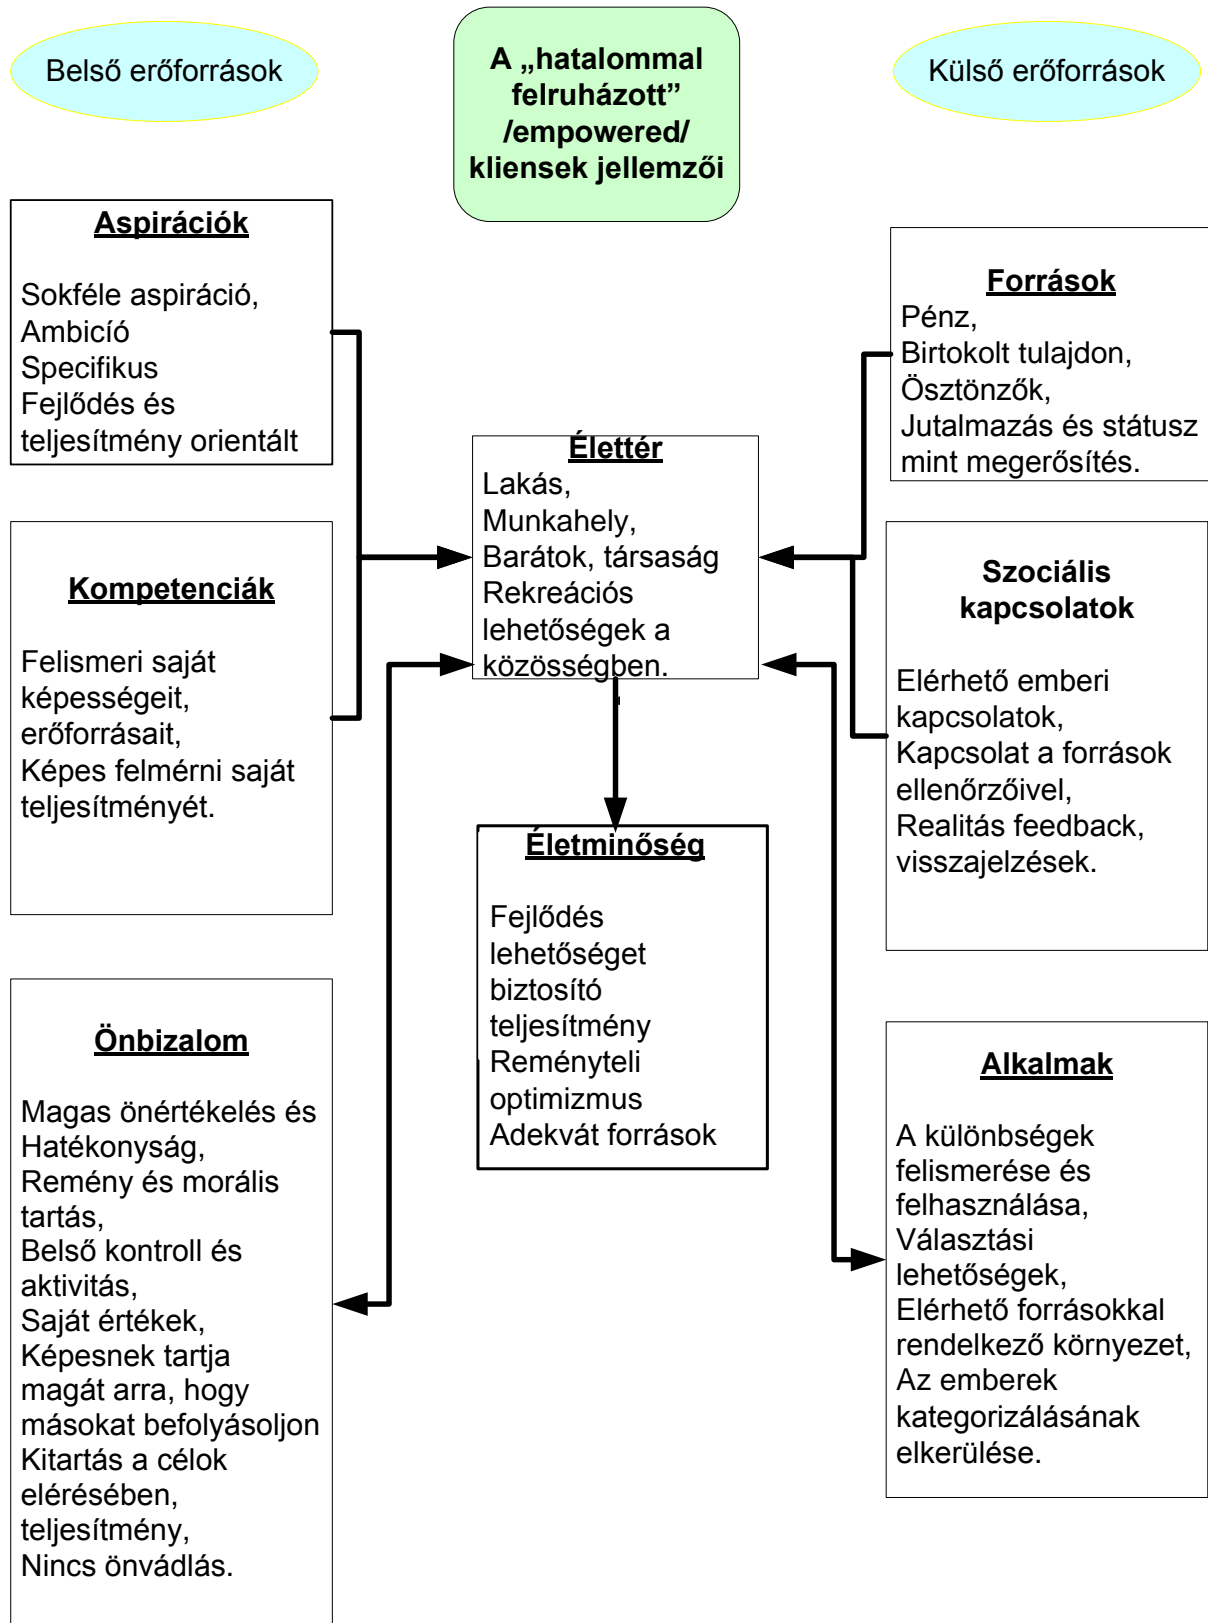 Belső erőforrások
A „hatalommal
felruházott”
/empowered/
kliensek jellemzői
Külső erőforrások
Aspirációk
Sokféle aspiráció,
Ambicíó
Specifikus
Fejlődés és
teljesítmény orientált
Kompetenciák
Felismeri saját
képességeit,
erőforrásait,
Képes felmérni saját
teljesítményét.
Önbizalom
Magas önértékelés és
Hatékonyság,
Remény és morális
tartás,
Belső kontroll és
aktivitás,
Saját értékek,
Képesnek tartja
magát arra, hogy
másokat befolyásoljon
Kitartás a célok
elérésében,
teljesítmény,
Nincs önvádlás.
Élettér
Lakás,
Munkahely,
Barátok, társaság
Rekreációs
lehetőségek a
közösségben.
Életminőség
Fejlődés
lehetőséget
biztosító
teljesítmény
Reményteli
optimizmus
Adekvát források
Források
Pénz,
Birtokolt tulajdon,
Ösztönzők,
Jutalmazás és státusz
mint megerősítés.
Szociális
kapcsolatok
Elérhető emberi
kapcsolatok,
Kapcsolat a források
ellenőrzőivel,
Realitás feedback,
visszajelzések.
Alkalmak
A különbségek
felismerése és
felhasználása,
Választási
lehetőségek,
Elérhető forrásokkal
rendelkező környezet,
Az emberek
kategorizálásának
elkerülése.